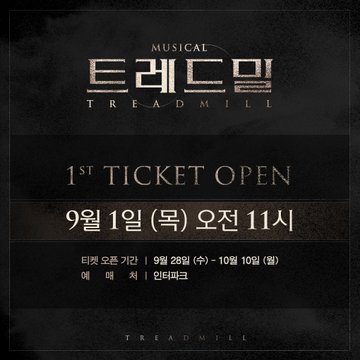 MUSICAL
트레드밀
TREADMILL
1ST TICKET OPEN
9월 1일 (목) 오전 11시
티켓 오픈 기간 | 9월 28일 (수) - 10월 10일 (월)
예 매 처 | 인터파크
TREADMILL